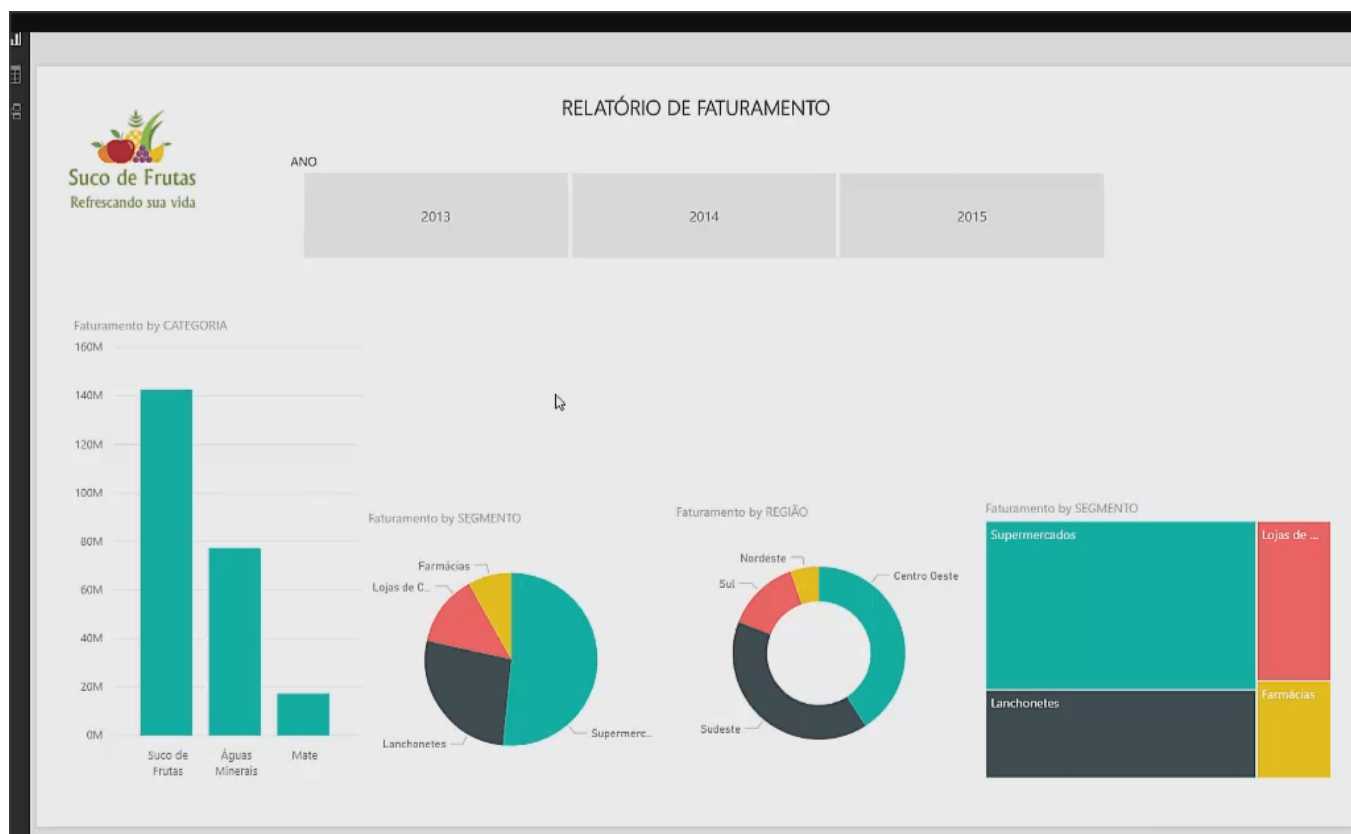 RELATÓRIO DE FATURAMENTO
Suco de Frutas
Refrescando sua vida
ANO
2013
2014
2015
Faturamento by CATEGORIA
160M
140M
120M
100M
80M
60M
40M
20M
0M
Suco de
Frutas
Águas
Minerais
Mate
Faturamento by SEGMENTO
Farmácias
Lojas de C...
Lanchonetes
Supermerc...
Faturamento by REGIÃO
Nordeste
Sul
Centro Oeste
Sudeste
Faturamento by SEGMENTO
Supermercados
Lojas de ...
Lanchonetes
Farmácias